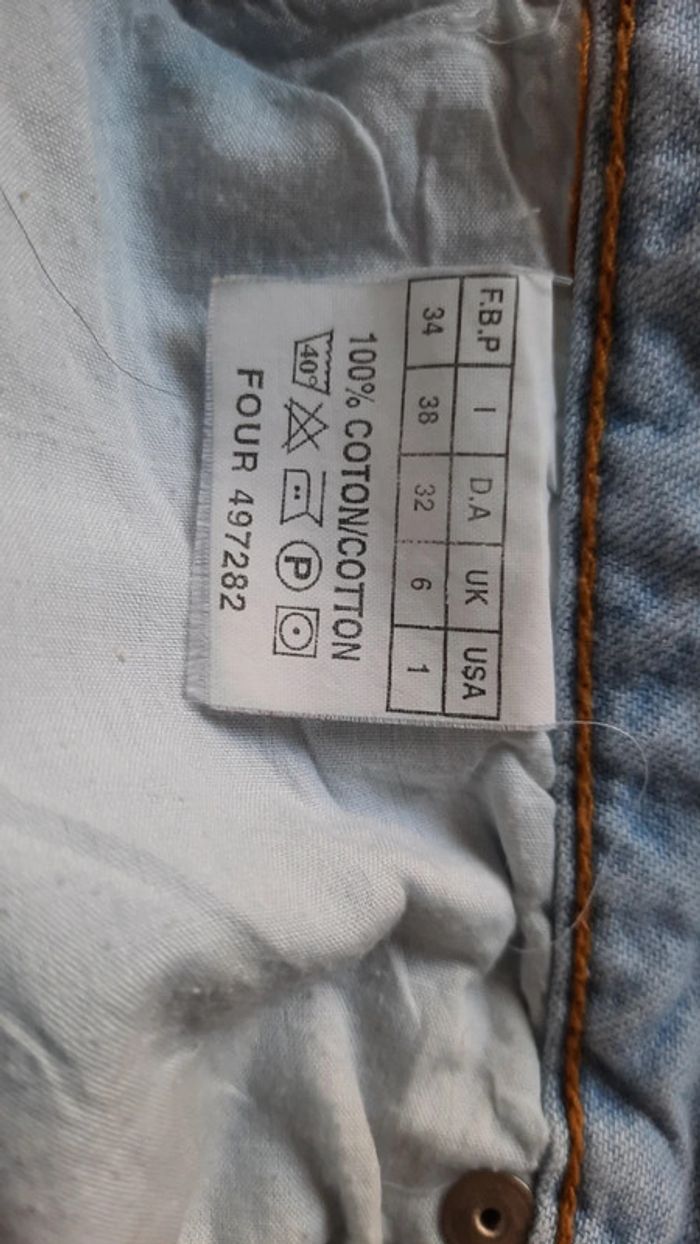 F.B.P I D.A UK USA
34 38 32 6 1
100% COTON/COTTON
40° P
FOUR 497282